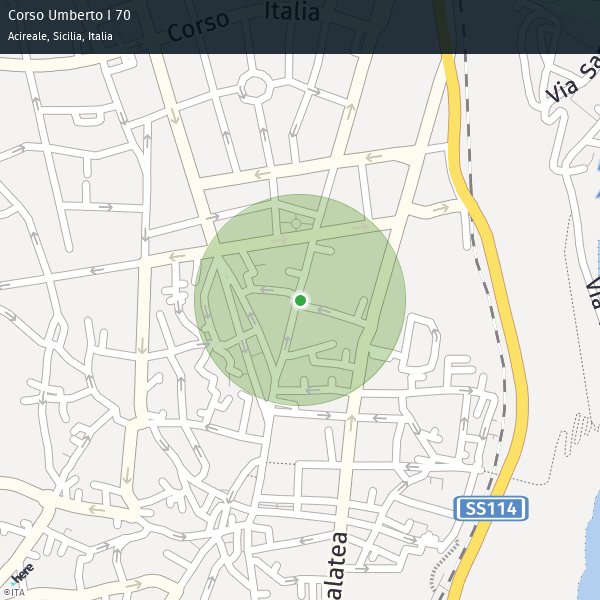 Corso Umberto I 70
Acireale, Sicilia, Italia
Corso Italia
Via Sa
Via
SS114
alatea
here
©ITA